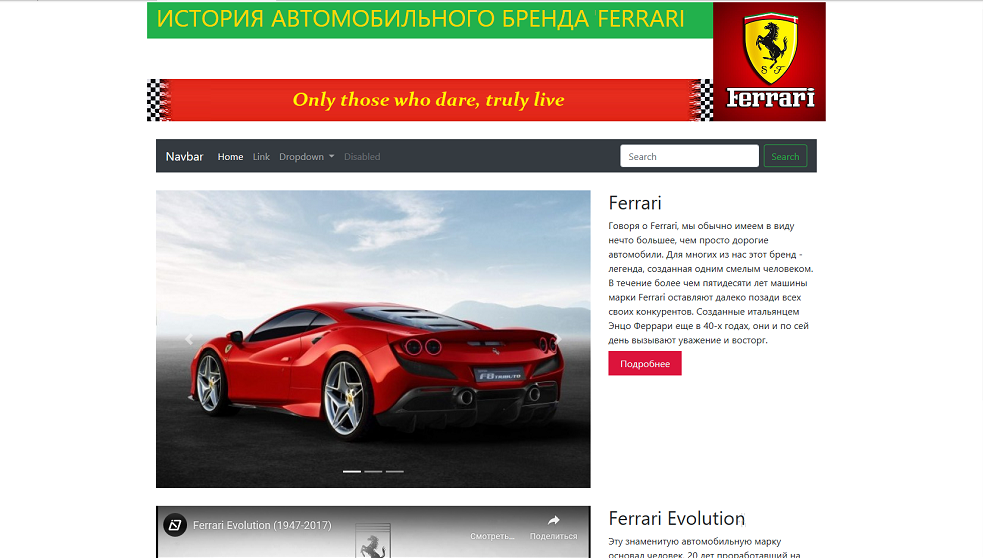 ИСТОРИЯ АВТОМОБИЛЬНОГО БРЕНДА FERRARI
S F
Ferrari
Only those who dare, truly live
Navbar Home Link Dropdown Disabled Search Search
Ferrari
Говоря о Ferrari, мы обычно имеем в виду
нечто большее, чем просто дорогие
автомобили. Для многих из нас этот бренд -
легенда, созданная одним смелым человеком.
В течение более чем пятидесяти лет машины
марки Ferrari оставляют далеко позади всех
своих конкурентов. Созданные итальянцем
Энцо Феррари еще в 40-х годах, они и по сей
день вызывают уважение и восторг.
Подробнее
F8 TRIBUTO
Ferrari Evolution (1947-2017)
Смотреть...
Поделиться
Ferrari Evolution
Эту знаменитую автомобильную марку
основал человек, 20 лет проработавший на